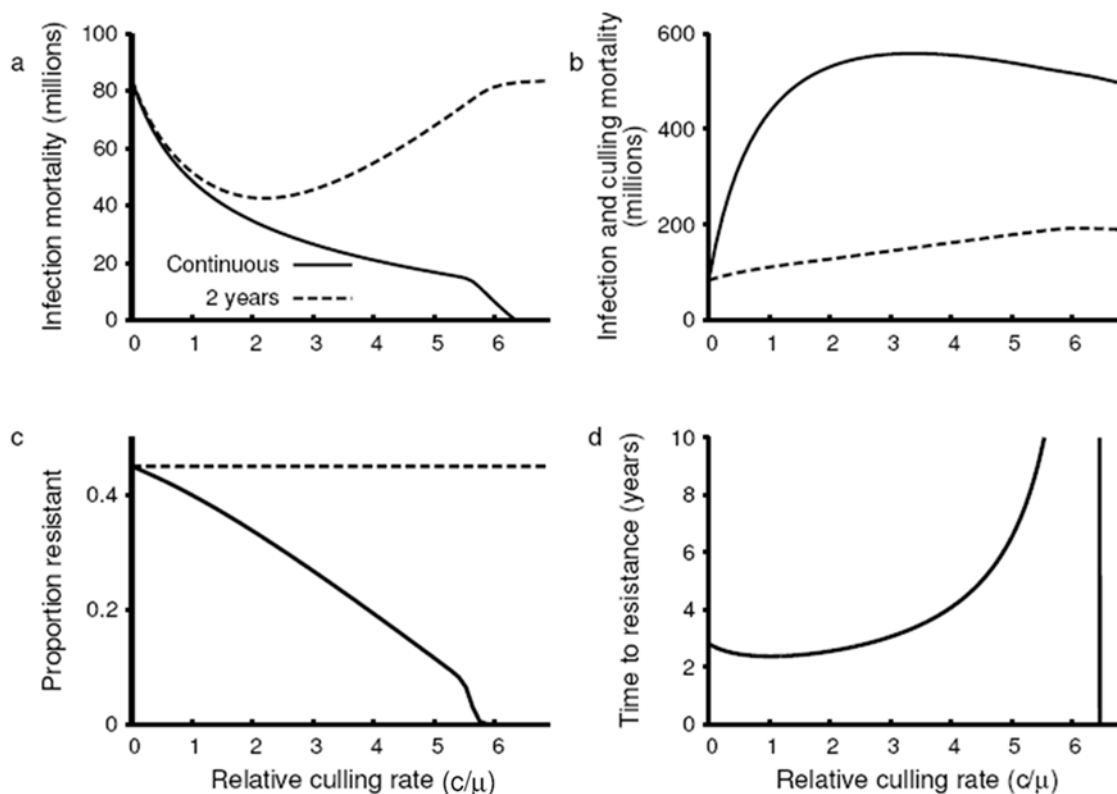 a
Infection mortality (millions)
100
80
60
40
20
0
Continuous
2 years
0 1 2 3 4 5 6
b
Infection and culling mortality
(millions)
600
400
200
0
0 1 2 3 4 5 6
c
Proportion resistant
0.4
0.2
0
0 1 2 3 4 5 6
Relative culling rate (c/μ)
d
Time to resistance (years)
10
8
6
4
2
0
0 1 2 3 4 5 6
Relative culling rate (c/μ)